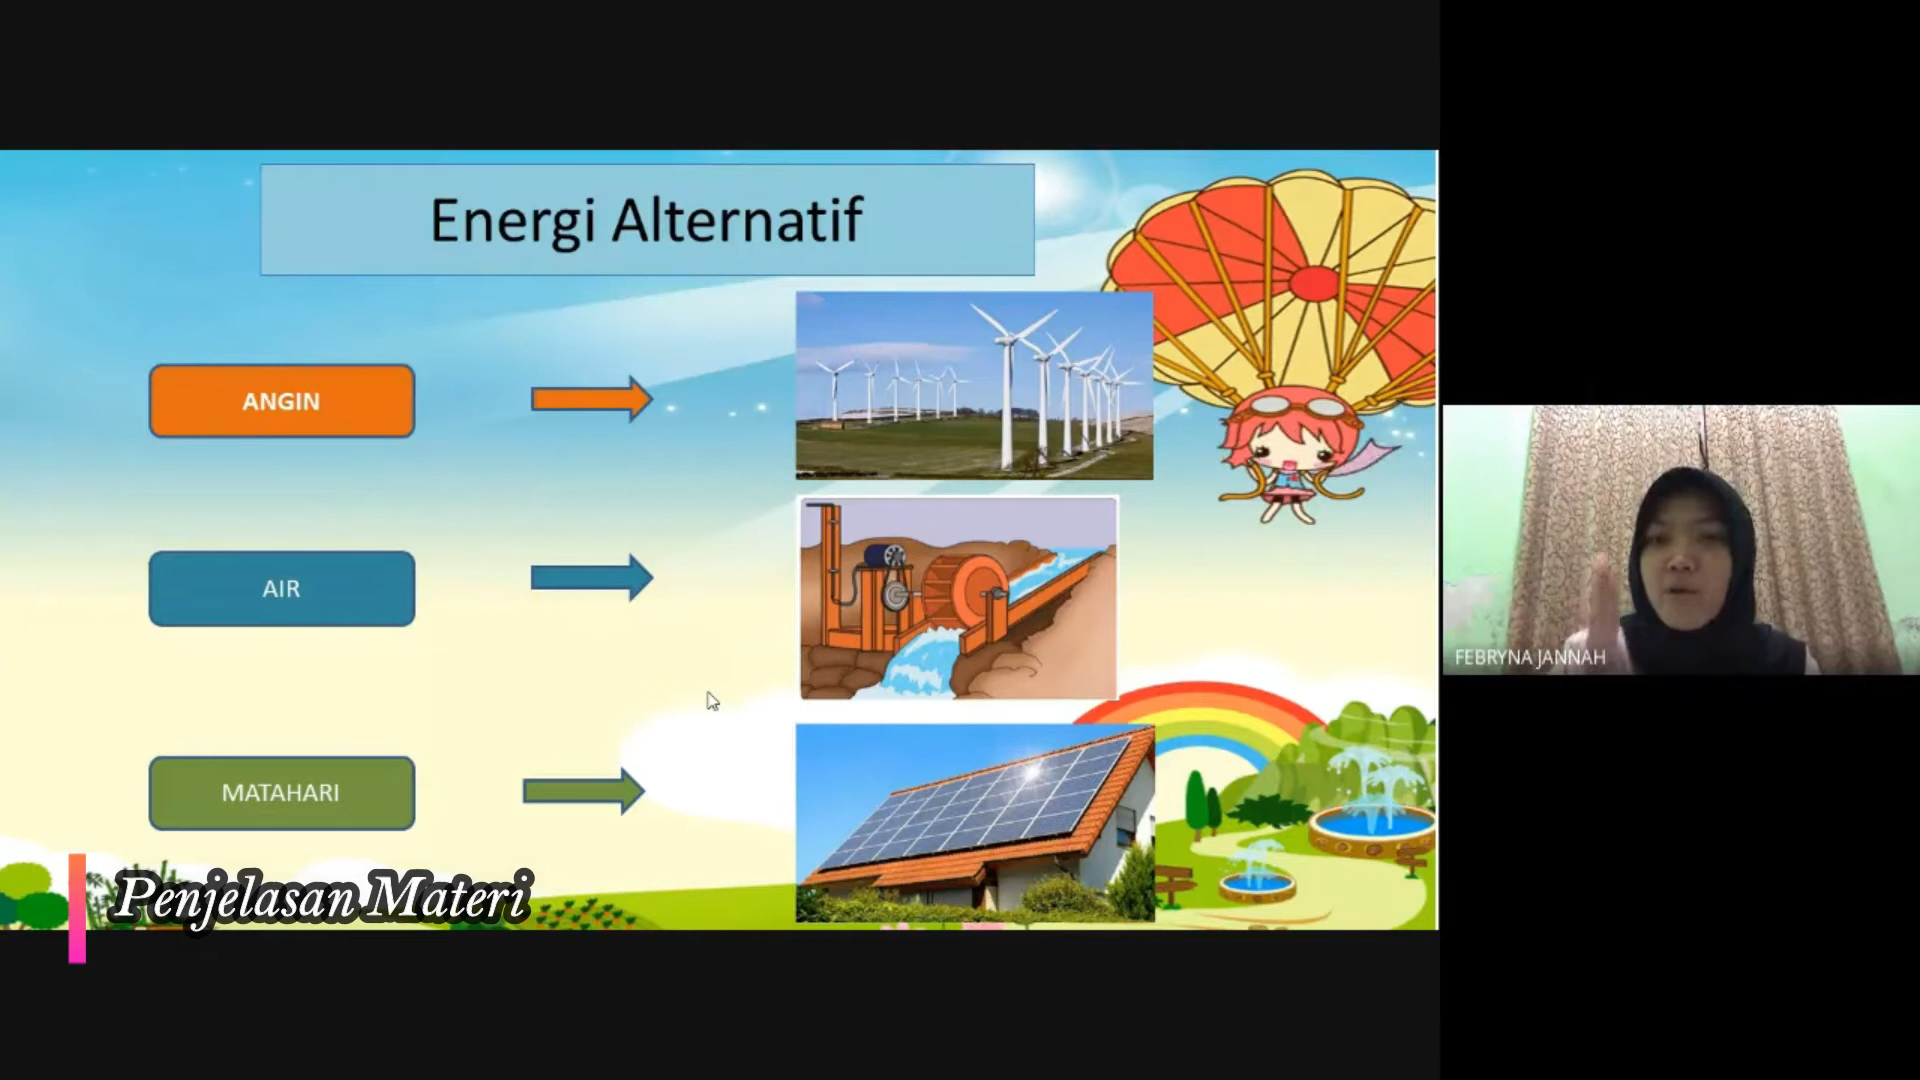 Energi Alternatif
ANGIN
AIR
MATAHARI
Penjelasan Materi
FEBRYNA JANNAH